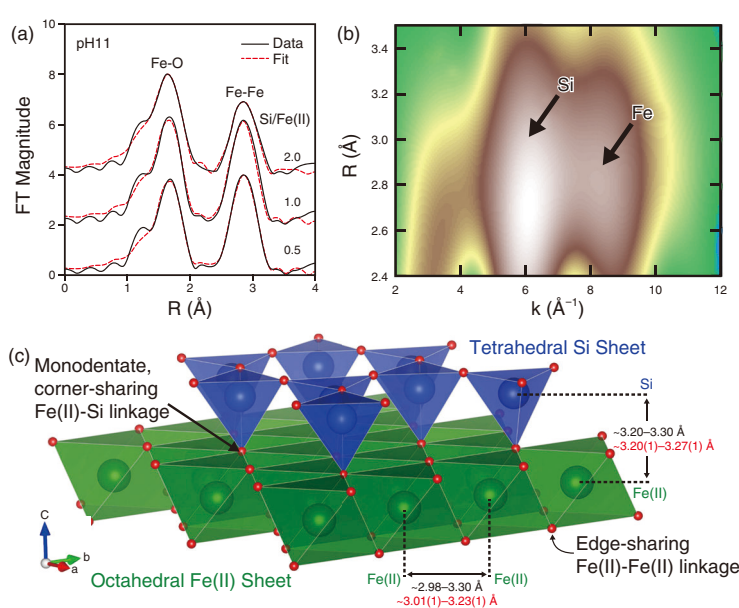 (a)
pH11
Data
Fit
Fe-O
Fe-Fe
Si/Fe(II)
2.0
1.0
0.5
10
8
6
4
2
0
FT Magnitude
0
1
2
3
4
R (Å)
(b)
3.4
3.2
3.0
2.8
2.6
2.4
R (Å)
Si
Fe
2
4
6
8
10
12
k (Å⁻¹)
(c)
Monodentate,
corner-sharing
Fe(II)-Si linkage
Tetrahedral Si Sheet
Si
~3.20–3.30 Å
~3.20(1)–3.27(1) Å
Fe(II)
c
b
a
Octahedral Fe(II) Sheet
Fe(II)
Fe(II)
~2.98–3.30 Å
~3.01(1)–3.23(1) Å
Edge-sharing
Fe(II)-Fe(II) linkage